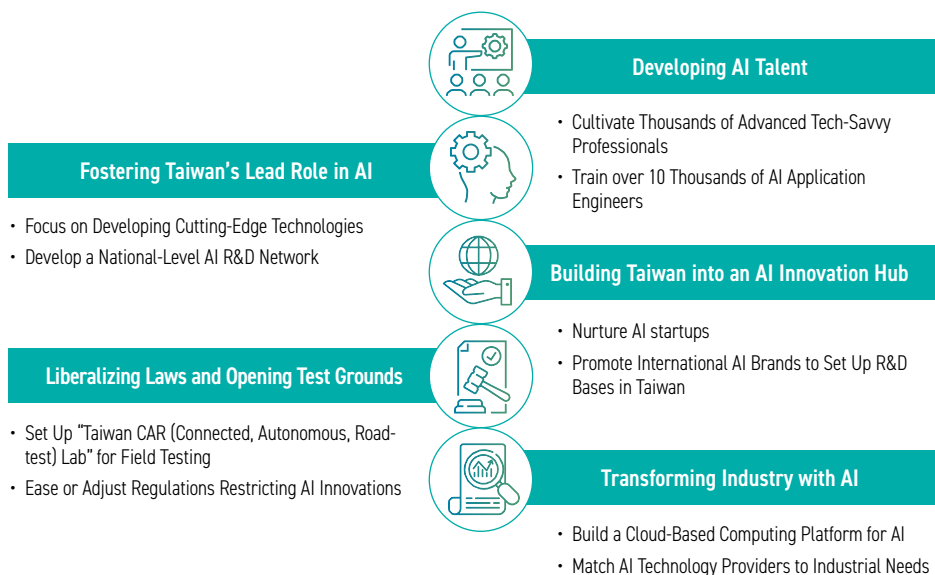 Developing AI Talent
• Cultivate Thousands of Advanced Tech-Savvy
Professionals
• Train over 10 Thousands of AI Application
Engineers
Fostering Taiwan's Lead Role in AI
• Focus on Developing Cutting-Edge Technologies
• Develop a National-Level AI R&D Network
Building Taiwan into an AI Innovation Hub
• Nurture AI startups
• Promote International AI Brands to Set Up R&D
Bases in Taiwan
Liberalizing Laws and Opening Test Grounds
• Set Up “Taiwan CAR (Connected, Autonomous, Road-
test) Lab” for Field Testing
• Ease or Adjust Regulations Restricting AI Innovations
Transforming Industry with AI
• Build a Cloud-Based Computing Platform for AI
• Match AI Technology Providers to Industrial Needs